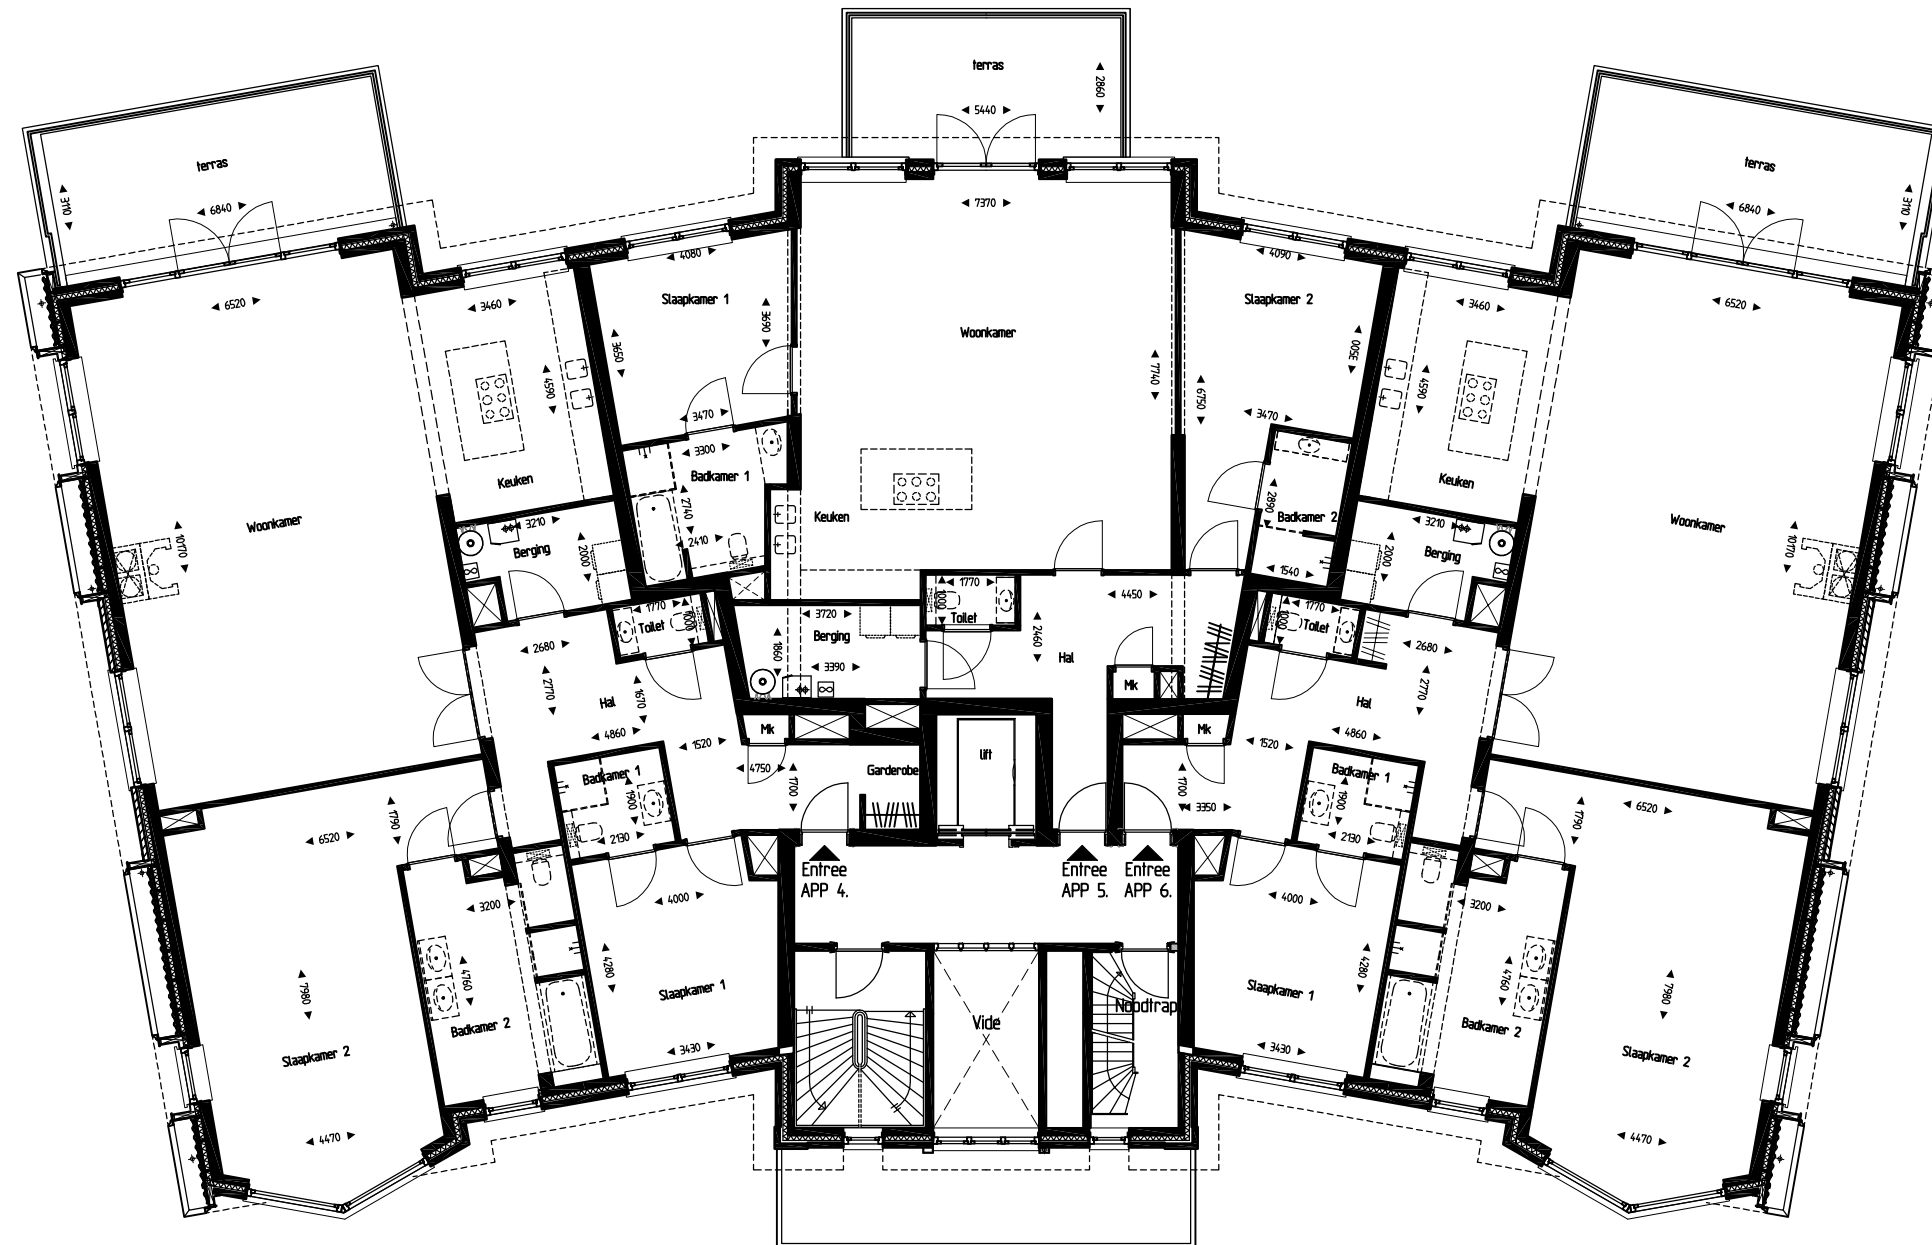 terras
2860
5440
terras
3110
6840
terras
3110
6840
7370
4080
4090
6520
3460
Slaapkamer 1
3690
3650
Woonkamer
7740
Slaapkamer 2
3500
6750
3460
6520
4590
3470
3470
4590
Keuken
3300
Badkamer 1
2740
2410
Keuken
2890
Badkamer 2
1540
Keuken
Woonkamer
10170
3210
Berging
2000
3210
Berging
2000
Woonkamer
10170
1770
1000
Toilet
1770
1000
Toilet
4450
1770
1000
Toilet
3720
Berging
1860
3390
2460
Hal
2680
2770
1670
Hal
4860
1520
2680
2770
Hal
4860
1520
Mk
Mk
Mk
lift
4750
1700
Garderobe
1700
3350
Badkamer 1
1900
2130
Badkamer 1
1900
2130
1790
6520
1790
6520
Entree
APP 4.
Entree
APP 5.
Entree
APP 6.
3200
4000
4000
3200
4760
4280
Slaapkamer 1
3430
4280
Slaapkamer 1
3430
4760
7980
7980
Badkamer 2
Badkamer 2
Vide
Noodtrap
Slaapkamer 2
Slaapkamer 2
4470
4470